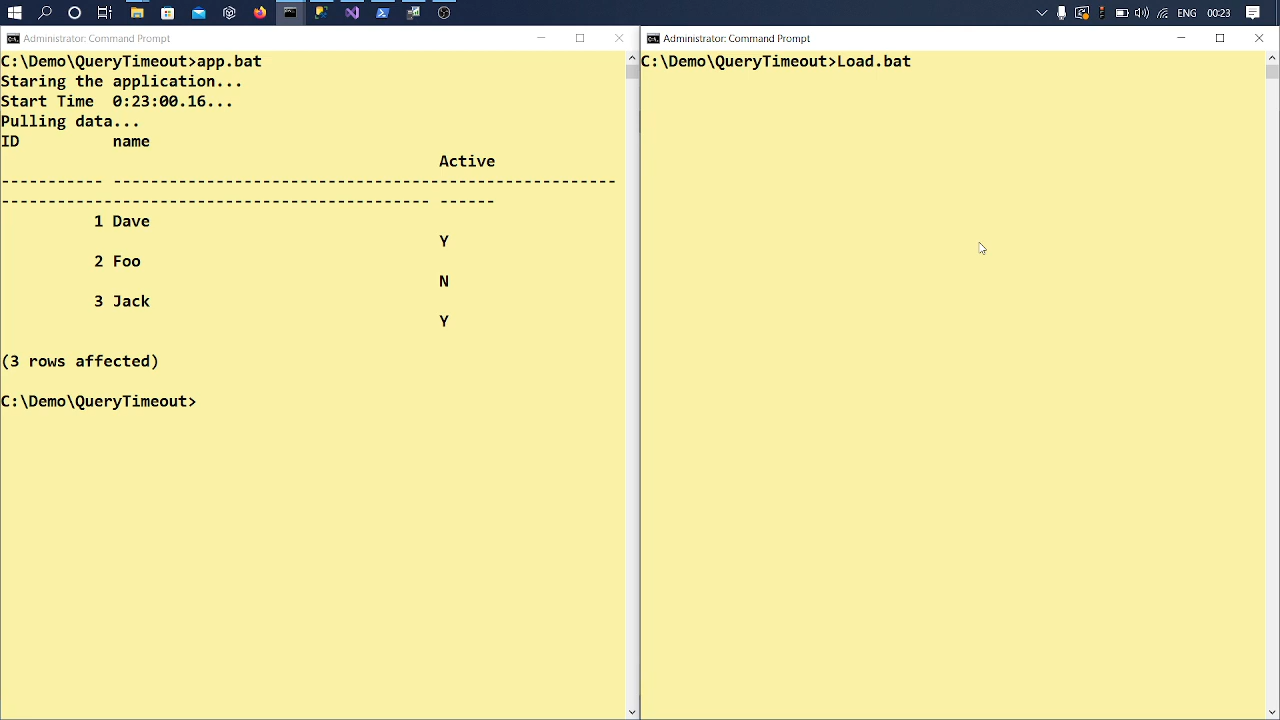 ENG 00:23
Administrator: Command Prompt
C:\Demo\QueryTimeout>app.bat
Staring the application...
Start Time  0:23:00.16...
Pulling data...
ID          name
Active
----------- ------------------------------------------------------
---------------------------------------------- ------
1 Dave
Y
2 Foo
N
3 Jack
Y
(3 rows affected)
C:\Demo\QueryTimeout>
Administrator: Command Prompt
C:\Demo\QueryTimeout>Load.bat